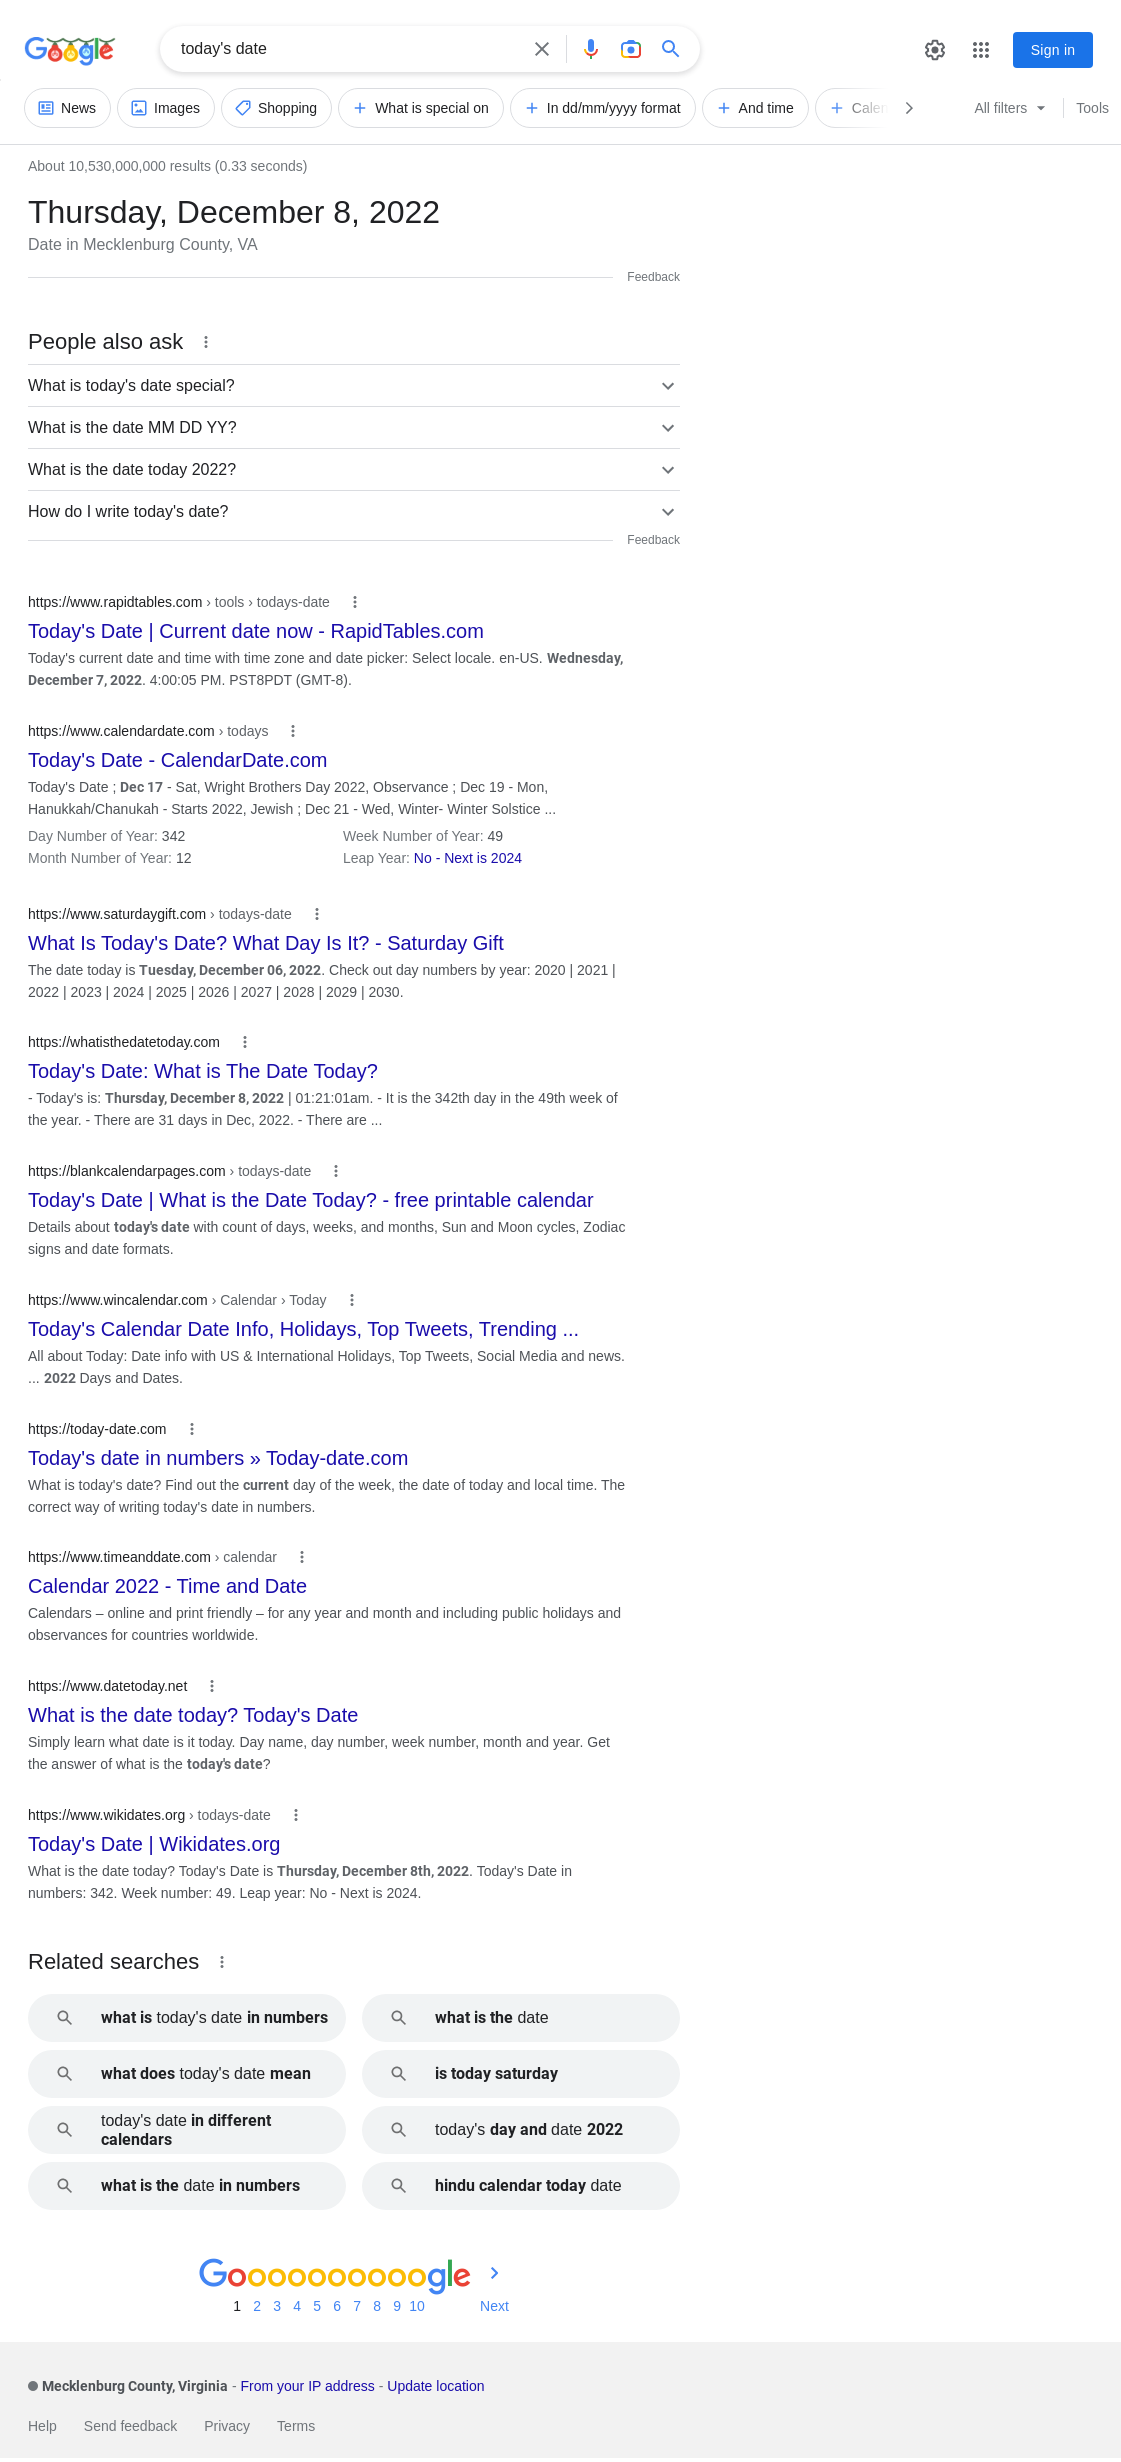 Google
today's date
Sign in
News
Images
Shopping
What is special on
In dd/mm/yyyy format
And time
All filters
Tools
About 10,530,000,000 results (0.33 seconds)
Thursday, December 8, 2022
Date in Mecklenburg County, VA
Feedback
People also ask
What is today's date special?
What is the date MM DD YY?
What is the date today 2022?
How do I write today's date?
Feedback
https://www.rapidtables.com › tools › todays-date
Today's Date | Current date now - RapidTables.com
Today's current date and time with time zone and date picker: Select locale. en-US. Wednesday,
December 7, 2022. 4:00:05 PM. PST8PDT (GMT-8).
https://www.calendardate.com › todays
Today's Date - CalendarDate.com
Today's Date ; Dec 17 - Sat, Wright Brothers Day 2022, Observance ; Dec 19 - Mon,
Hanukkah/Chanukah - Starts 2022, Jewish ; Dec 21 - Wed, Winter- Winter Solstice ...
Day Number of Year: 342
Week Number of Year: 49
Month Number of Year: 12
Leap Year: No - Next is 2024
https://www.saturdaygift.com › todays-date
What Is Today's Date? What Day Is It? - Saturday Gift
The date today is Tuesday, December 06, 2022. Check out day numbers by year: 2020 | 2021 |
2022 | 2023 | 2024 | 2025 | 2026 | 2027 | 2028 | 2029 | 2030.
https://whatisthedatetoday.com
Today's Date: What is The Date Today?
- Today's is: Thursday, December 8, 2022 | 01:21:01am. - It is the 342th day in the 49th week of
the year. - There are 31 days in Dec, 2022. - There are ...
https://blankcalendarpages.com › todays-date
Today's Date | What is the Date Today? - free printable calendar
Details about today's date with count of days, weeks, and months, Sun and Moon cycles, Zodiac
signs and date formats.
https://www.wincalendar.com › Calendar › Today
Today's Calendar Date Info, Holidays, Top Tweets, Trending ...
All about Today: Date info with US & International Holidays, Top Tweets, Social Media and news.
... 2022 Days and Dates.
https://today-date.com
Today's date in numbers » Today-date.com
What is today's date? Find out the current day of the week, the date of today and local time. The
correct way of writing today's date in numbers.
https://www.timeanddate.com › calendar
Calendar 2022 - Time and Date
Calendars – online and print friendly – for any year and month and including public holidays and
observances for countries worldwide.
https://www.datetoday.net
What is the date today? Today's Date
Simply learn what date is it today. Day name, day number, week number, month and year. Get
the answer of what is the today's date?
https://www.wikidates.org › todays-date
Today's Date | Wikidates.org
What is the date today? Today's Date is Thursday, December 8th, 2022. Today's Date in
numbers: 342. Week number: 49. Leap year: No - Next is 2024.
Related searches
what is today's date in numbers
what is the date
what does today's date mean
is today saturday
today's date in different
calendars
today's day and date 2022
what is the date in numbers
hindu calendar today date
Goooooooooogle
1 2 3 4 5 6 7 8 9 10 Next
Mecklenburg County, Virginia - From your IP address - Update location
Help
Send feedback
Privacy
Terms